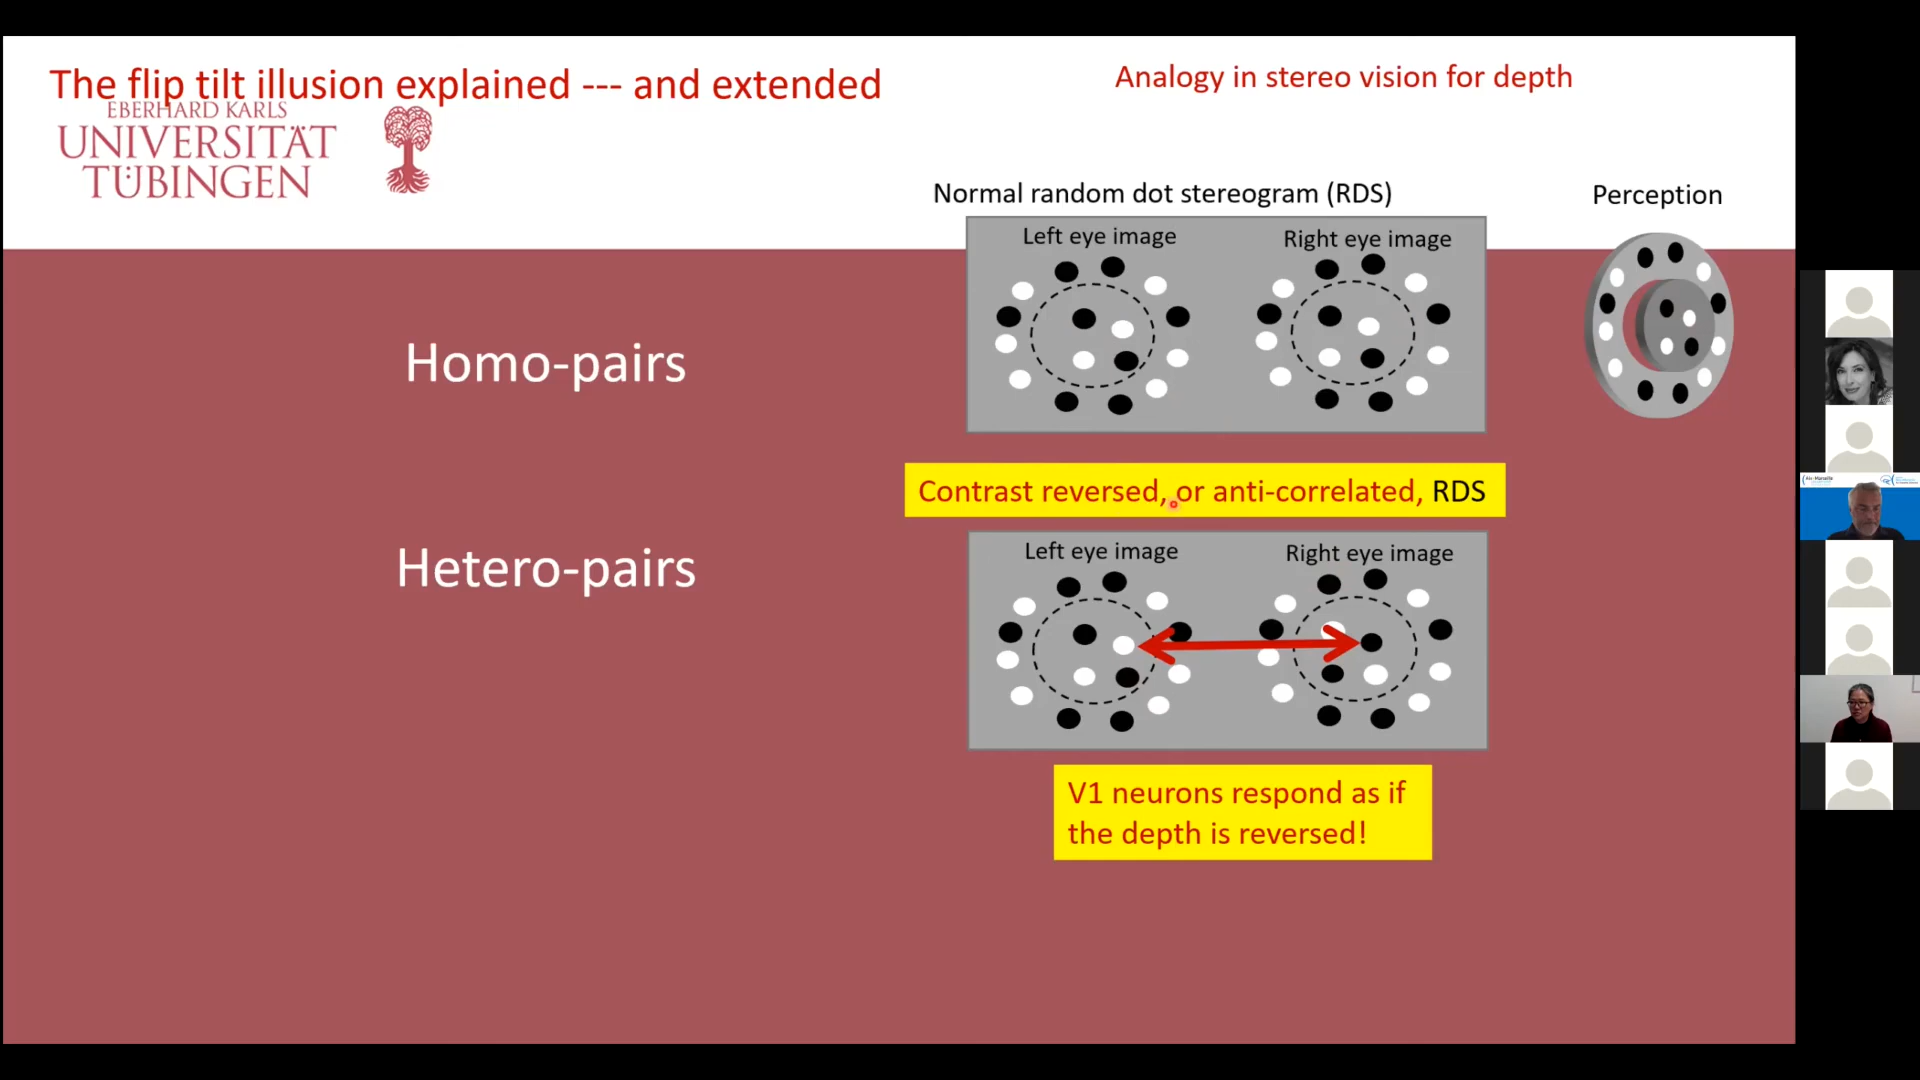 The flip tilt illusion explained --- and extended
Analogy in stereo vision for depth
EBERHARD KARLS
UNIVERSITÄT
TÜBINGEN
Normal random dot stereogram (RDS)
Perception
Left eye image
Right eye image
Homo-pairs
Contrast reversed, or anti-correlated, RDS
Left eye image
Right eye image
Hetero-pairs
V1 neurons respond as if
the depth is reversed!